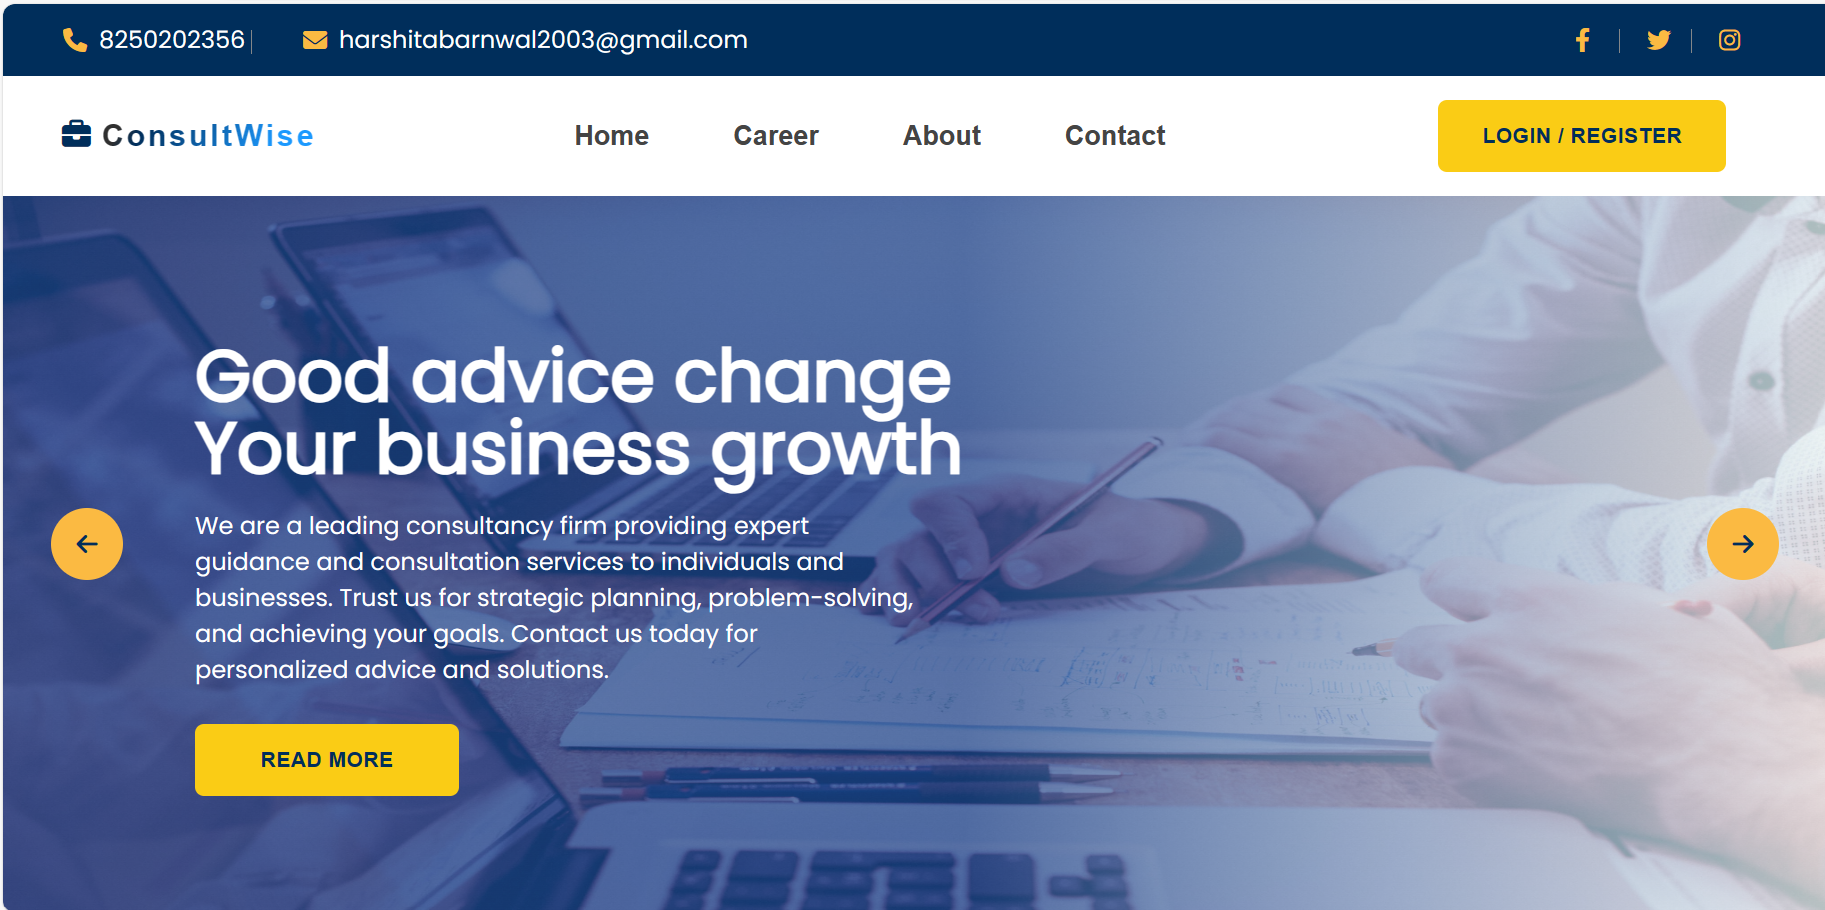 8250202356
harshitabarnwal2003@gmail.com
ConsultWise
Home
Career
About
Contact
LOGIN / REGISTER
Good advice change
Your business growth
We are a leading consultancy firm providing expert
guidance and consultation services to individuals and
businesses. Trust us for strategic planning, problem-solving,
and achieving your goals. Contact us today for
personalized advice and solutions.
READ MORE